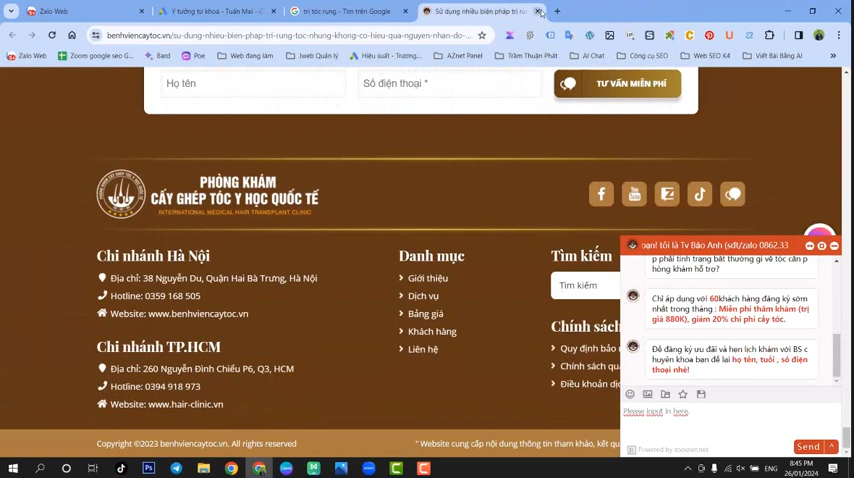 Zalo Web
Ý tưởng từ khoá - Tuấn Mai - G
trị tóc rụng - Tìm trên Google
Sử dụng nhiều biện pháp trị rụ
benhviencaytoc.vn/su-dung-nhieu-bien-phap-tri-rung-toc-nhung-khong-co-hieu-qua-nguyen-nhan-do-...
Zalo Web
Zoom google seo G...
Bard
Poe
Web đang làm
Jweb Quản lý
Hiệu suất - Trương...
AZnet Panel
Trâm Thuận Phát
AI Chat
Công cụ SEO
Web SEO K4
Viết Bài Bằng AI
Họ tên
Số điện thoại *
TƯ VẤN MIỄN PHÍ
PHÒNG KHÁM
CẤY GHÉP TÓC Y HỌC QUỐC TẾ
INTERNATIONAL MEDICAL HAIR TRANSPLANT CLINIC
Chi nhánh Hà Nội
Địa chỉ: 38 Nguyễn Du, Quận Hai Bà Trưng, Hà Nội
Hotline: 0359 168 505
Website: www.benhviencaytoc.vn
Chi nhánh TP.HCM
Địa chỉ: 260 Nguyễn Đình Chiểu P6, Q3, HCM
Hotline: 0394 918 973
Website: www.hair-clinic.vn
Danh mục
Giới thiệu
Dịch vụ
Bảng giá
Khách hàng
Liên hệ
Tìm kiếm
Tìm kiếm
Chính sách
Quy định bảo
Chính sách qu
Điều khoản dị
bạn! tôi là Tv Bảo Anh (sđt/zalo 0862.33
p phải tình trạng bất thường gì về tóc cần p
hòng khám hỗ trợ?
Chỉ áp dụng với 60khách hàng đăng ký sớm
nhất trong tháng : Miễn phí thăm khám (trị
giá 880K), giảm 20% chi phí cấy tóc.
Để đăng ký ưu đãi và hẹn lịch khám với BS c
huyên khoa bạn để lại họ tên, tuổi , số điện
thoại nhé!
Please input in here.
Powered by zoosnet.net
Send
Copyright ©2023 benhviencaytoc.vn. All rights reserved
" Website cung cấp nội dung thông tin tham khảo, kết qu
ENG
8:45 PM
26/01/2024